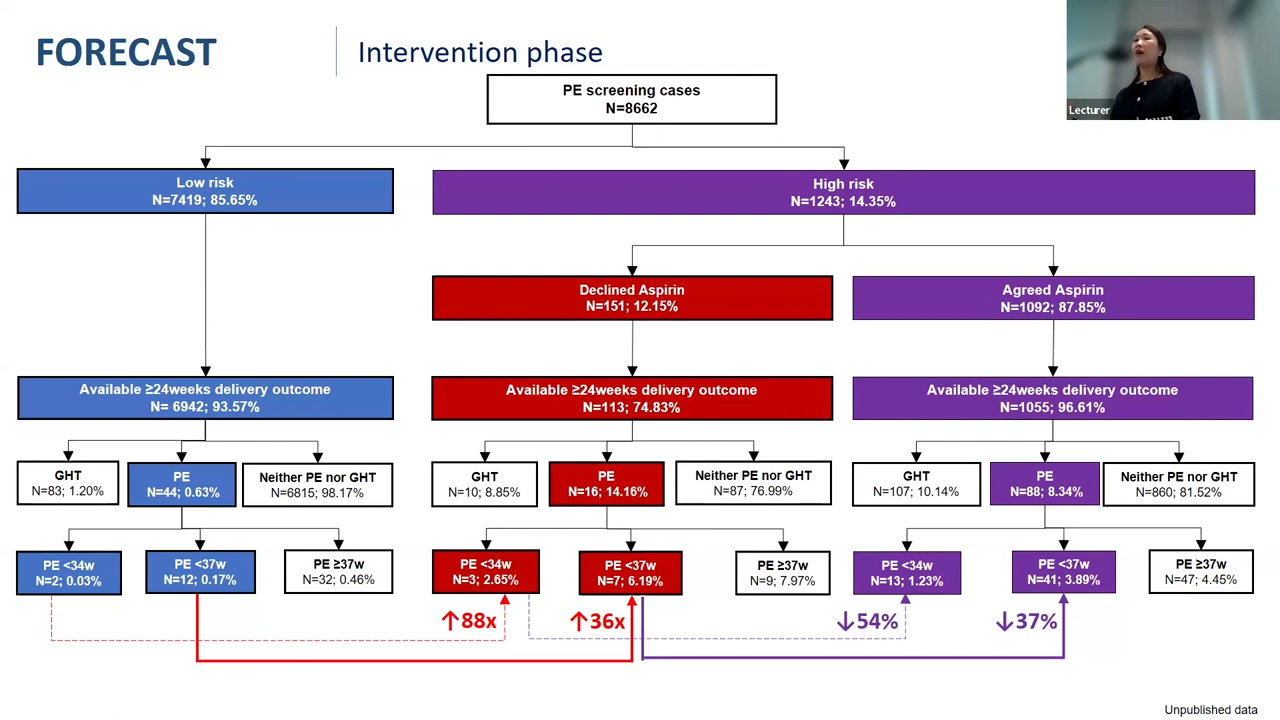 FORECAST
Intervention phase
Lecturer
PE screening cases
N=8662
Low risk
N=7419; 85.65%
High risk
N=1243; 14.35%
Declined Aspirin
N=151; 12.15%
Agreed Aspirin
N=1092; 87.85%
Available ≥24weeks delivery outcome
N= 6942; 93.57%
Available ≥24weeks delivery outcome
N=113; 74.83%
Available ≥24weeks delivery outcome
N=1055; 96.61%
GHT
N=83; 1.20%
PE
N=44; 0.63%
Neither PE nor GHT
N=6815; 98.17%
GHT
N=10; 8.85%
PE
N=16; 14.16%
Neither PE nor GHT
N=87; 76.99%
GHT
N=107; 10.14%
PE
N=88; 8.34%
Neither PE nor GHT
N=860; 81.52%
PE <34w
N=2; 0.03%
PE <37w
N=12; 0.17%
PE ≥37w
N=32; 0.46%
PE <34w
N=3; 2.65%
PE <37w
N=7; 6.19%
PE ≥37w
N=9; 7.97%
PE <34w
N=13; 1.23%
PE <37w
N=41; 3.89%
PE ≥37w
N=47; 4.45%
↑88x
↑36x
↓54%
↓37%
Unpublished data